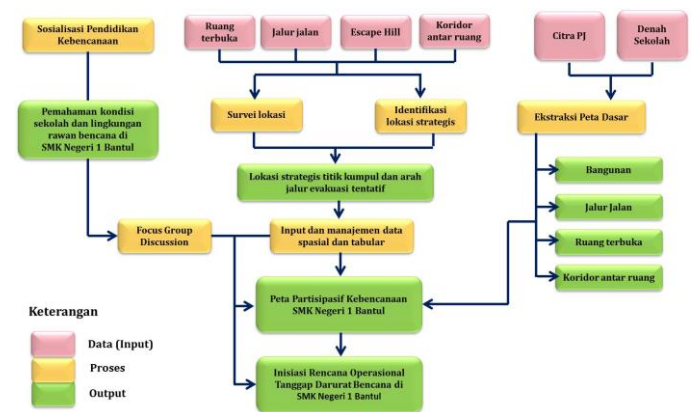 Sosialisasi Pendidikan
Kebencanaan
Ruang
terbuka
Jalur jalan
Escape Hill
Koridor
antar ruang
Citra PJ
Denah
Sekolah
Pemahaman kondisi
sekolah dan lingkungan
rawan bencana di
SMK Negeri 1 Bantul
Survei lokasi
Identifikasi
lokasi strategis
Ekstraksi Peta Dasar
Lokasi strategis titik kumpul dan arah
jalur evakuasi tentatif
Bangunan
Jalur Jalan
Ruang terbuka
Koridor antar ruang
Focus Group
Discussion
Input dan manajemen data
spasial dan tabular
Peta Partisipasif Kebencanaan
SMK Negeri 1 Bantul
Inisiasi Rencana Operasional
Tanggap Darurat Bencana di
SMK Negeri 1 Bantul
Keterangan
Data (Input)
Proses
Output